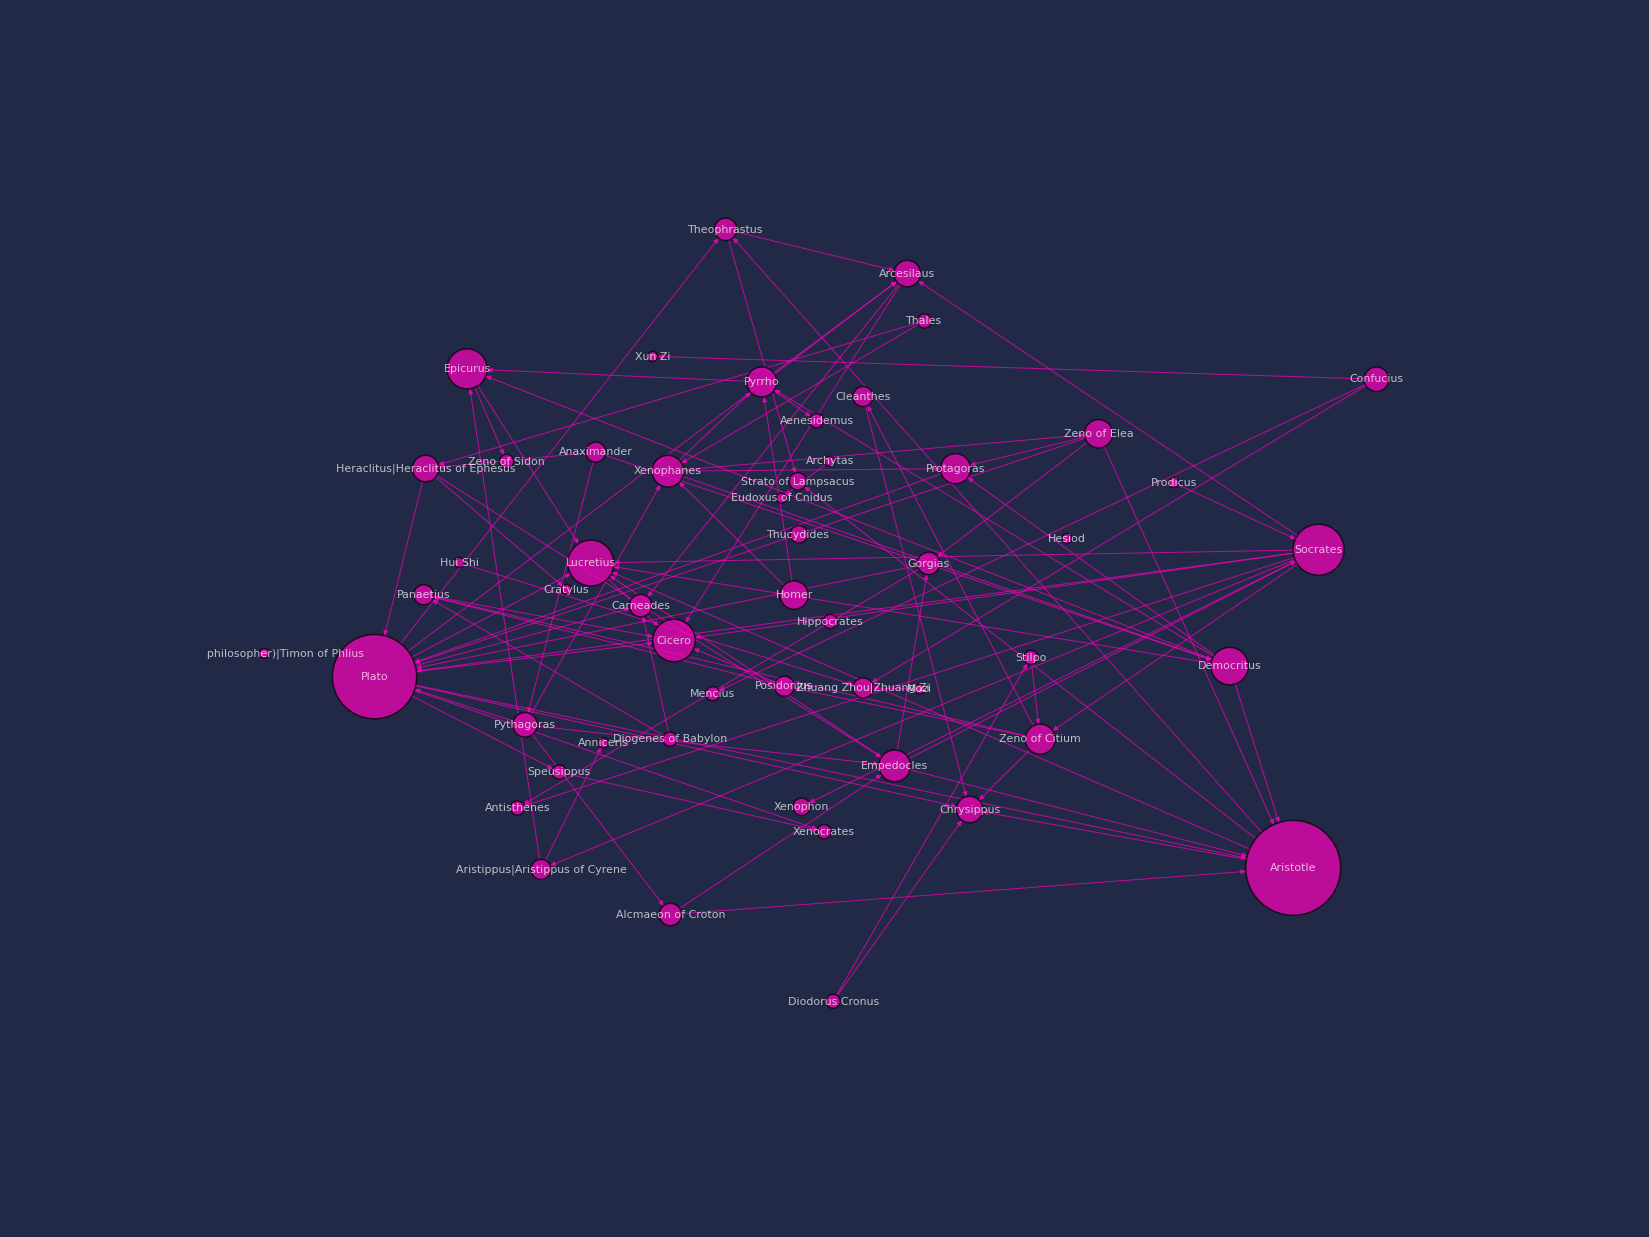 Theophrastus
Arcesilaus
Thales
Xun Zi
Epicurus
Pyrrho
Confucius
Cleanthes
Aenesidemus
Zeno of Elea
Anaximander
Zeno of Sidon
Heraclitus|Heraclitus of Ephesus
Xenophanes
Archytas
Protagoras
Strato of Lampsacus
Prodicus
Eudoxus of Cnidus
Thucydides
Hesiod
Socrates
Hui Shi
Lucretius
Gorgias
Cratylus
Panaetius
Homer
Carneades
Hippocrates
Cicero
philosopher)|Timon of Phlius
Stilpo
Democritus
Plato
Posidonius
Zhuang Zhou|Zhuang Zi
Mozi
Mencius
Pythagoras
Anniceris
Diogenes of Babylon
Zeno of Citium
Speusippus
Empedocles
Antisthenes
Xenophon
Chrysippus
Xenocrates
Aristippus|Aristippus of Cyrene
Aristotle
Alcmaeon of Croton
Diodorus Cronus